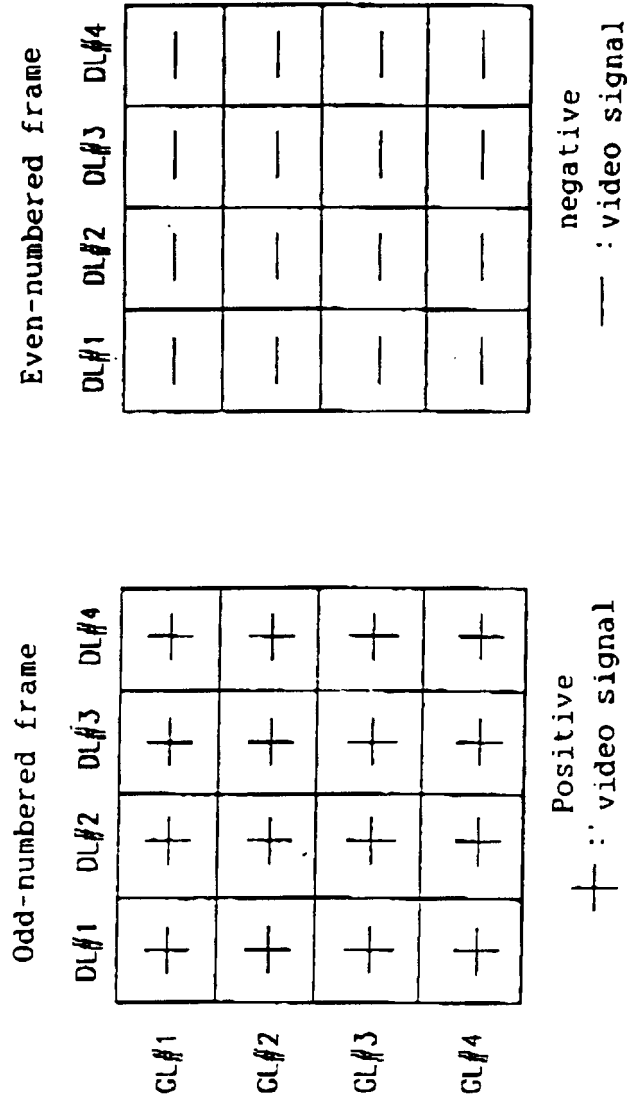 Odd-numbered frame
DL#1 DL#2 DL#3 DL#4
GL#1
GL#2
GL#3
GL#4
Positive
+ : video signal
Even-numbered frame
DL#1 DL#2 DL#3 DL#4
negative
— : video signal